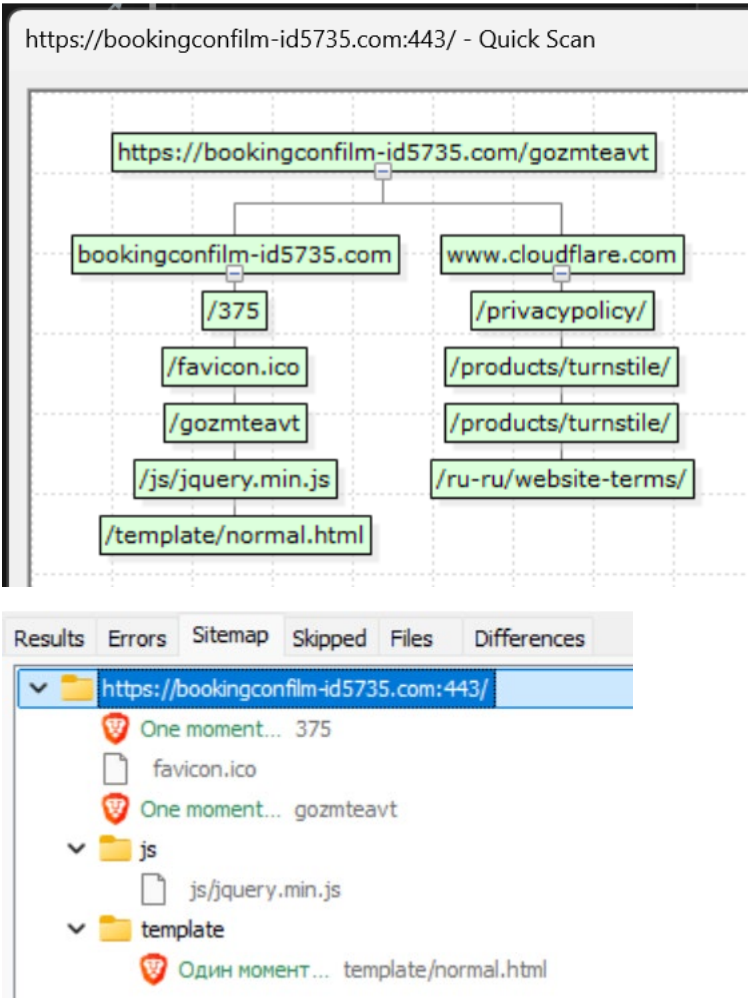 https://bookingconfilm-id5735.com:443/ - Quick Scan
https://bookingconfilm-id5735.com/gozmteavt
bookingconfilm-id5735.com
/375
/favicon.ico
/gozmteavt
/js/jquery.min.js
/template/normal.html
www.cloudflare.com
/privacypolicy/
/products/turnstile/
/products/turnstile/
/ru-ru/website-terms/
Results Errors Sitemap Skipped Files Differences
https://bookingconfilm-id5735.com:443/
One moment... 375
favicon.ico
One moment... gozmteavt
js
js/jquery.min.js
template
Один момент... template/normal.html